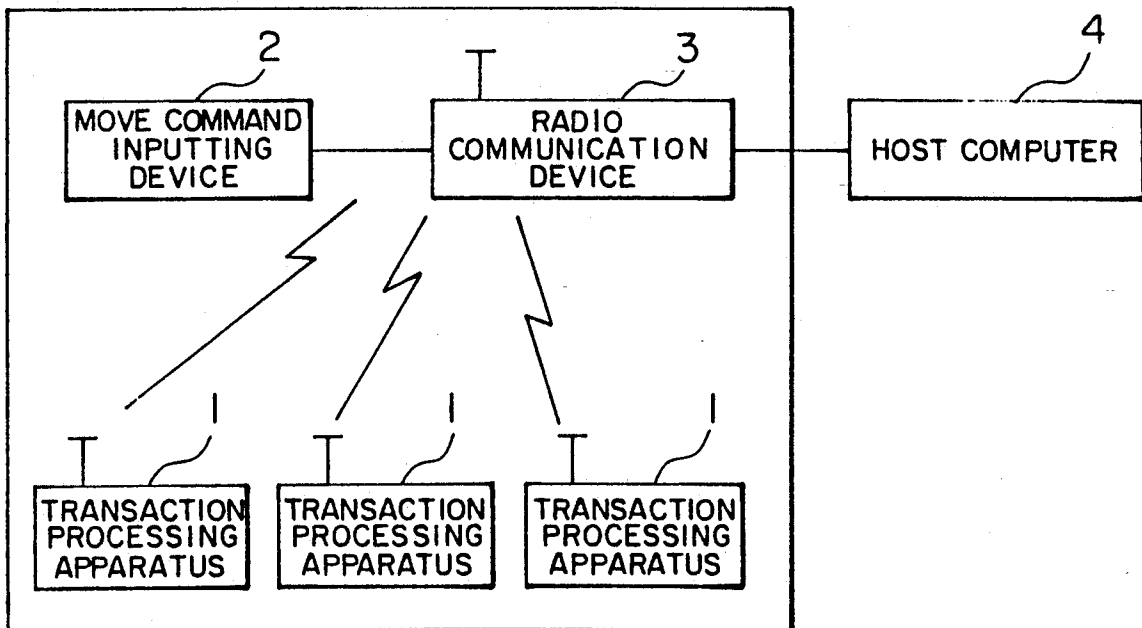 2
3
4
MOVE COMMAND
INPUTTING
DEVICE
RADIO
COMMUNICATION
DEVICE
HOST COMPUTER
1
1
1
TRANSACTION
PROCESSING
APPARATUS
TRANSACTION
PROCESSING
APPARATUS
TRANSACTION
PROCESSING
APPARATUS